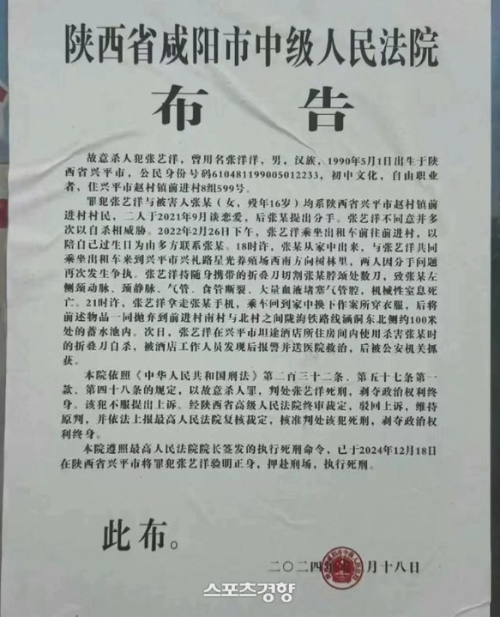 陕西省咸阳市中级人民法院
布告
故意杀人犯张艺洋，曾用名张洋洋，男，汉族，1990年5月1日出生于陕西省兴平市，公民身份号码610481199005012233，初中文化，自由职业者，住兴平市赵村镇前进村8组599号。
罪犯张艺洋与被害人张某（女，殁年16岁）均系陕西省兴平市赵村镇前进村村民，二人于2021年9月谈恋爱，后张某提出分手。张艺洋不同意并多次以自杀相威胁。2022年2月26日下午，张艺洋乘坐出租车前往前进村，以陪自己过生日为由多方联系张某。18时许，张某从家中出来，与张艺洋共同乘坐出租车来到兴平市兴礼路星光养殖场西南方向树林里，两人因分手问题再次发生争执。张艺洋持随身携带的折叠刀切割张某脖颈处数刀，致张某左侧颈动脉、颈静脉、气管、食管断裂，大量血液堵塞气管腔，机械性窒息死亡。21时许，张艺洋拿走张某手机，乘车回到家中换下作案所穿衣服，后将前述物品一同抛弃到前进村南村与北村之间陇海铁路线涵洞东北侧约100米处的蓄水池内。次日，张艺洋在兴平市坦途酒店所住房间内使用杀害张某时的折叠刀自杀，被酒店工作人员发现后报警并送医院救治，后被公安机关抓获。
本院依照《中华人民共和国刑法》第二百三十二条、第五十七条第一款、第四十八条的规定，以故意杀人罪，判处张艺洋死刑，剥夺政治权利终身。该犯不服提出上诉。经陕西省高级人民法院终审裁定，驳回上诉，维持原判，并依法上报最高人民法院复核裁定，核准判处该犯死刑，剥夺政治权利终身。
本院遵照最高人民法院院长签发的执行死刑命令，已于2024年12月18日在陕西省兴平市将罪犯张艺洋验明正身，押赴刑场，执行死刑。
此布。
二〇二四年 月十八日
스포츠경향